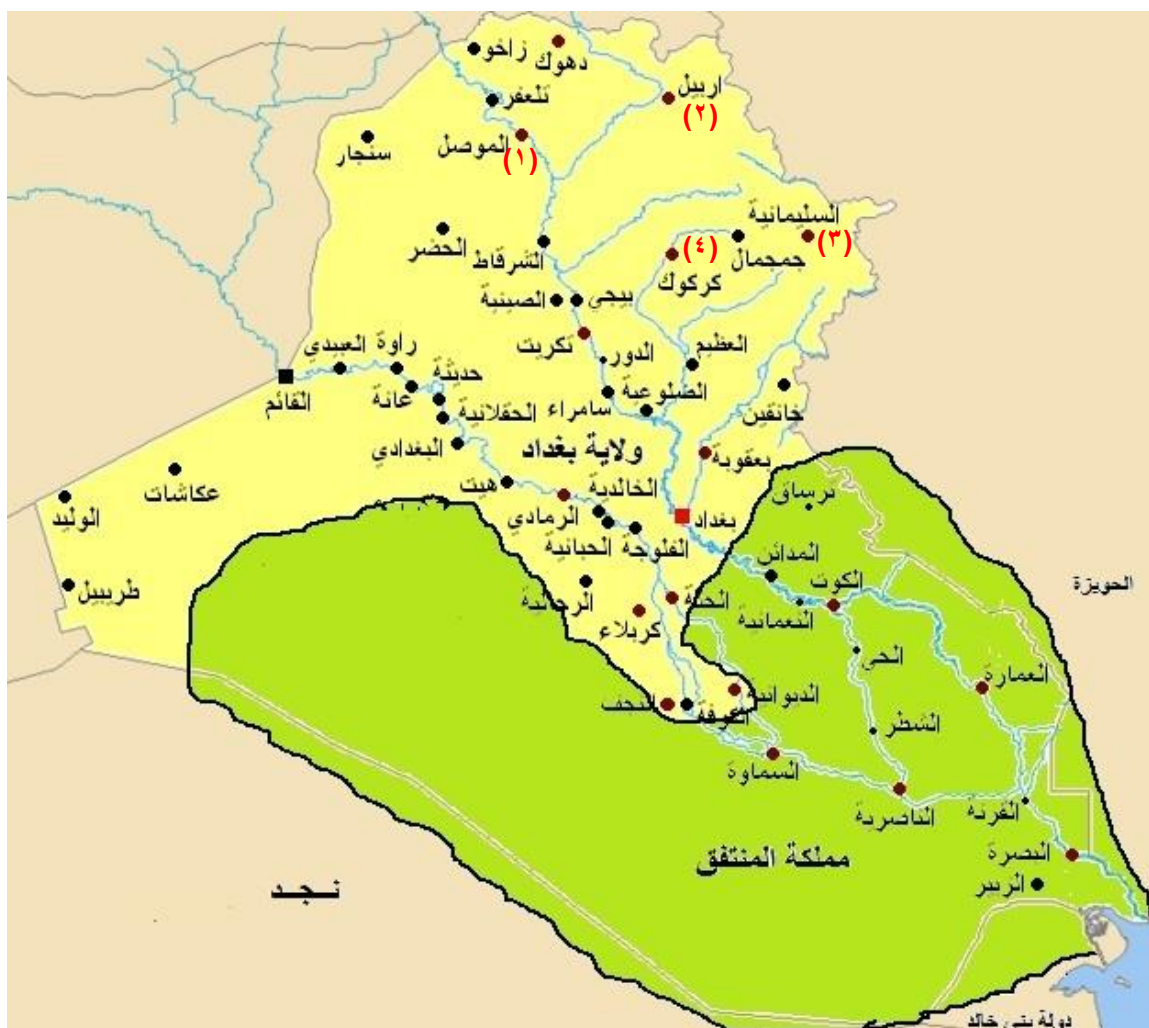 زاخو
دهوك
تلعفر
اربيل
(٢)
سنجار
الموصل
(١)
السليمانية
(٣)
الحضر
الشرقاط
(٤)
كركوك
جمجمال
الصينية
بيجي
تكريت
الدور
العظيم
العبيدي
راوة
القائم
عانة
حديثة
سامراء
الضلوعية
خانقين
الحقلانية
البغدادي
ولاية بغداد
بعقوبة
عكاشات
الوليد
هيت
الخالدية
الرمادي
برساق
بغداد
الحبانية
الفلوجة
المدائن
طريبيل
الرحالية
كربلاء
الحلة
النعمانية
الكوت
الحويزة
الحي
العمارة
النجف
الكوفة
الديوانية
الشطر
السماوة
الناصرية
القرنة
مملكة المنتفق
البصرة
الزبير
نـجـد
دولة بني خالد